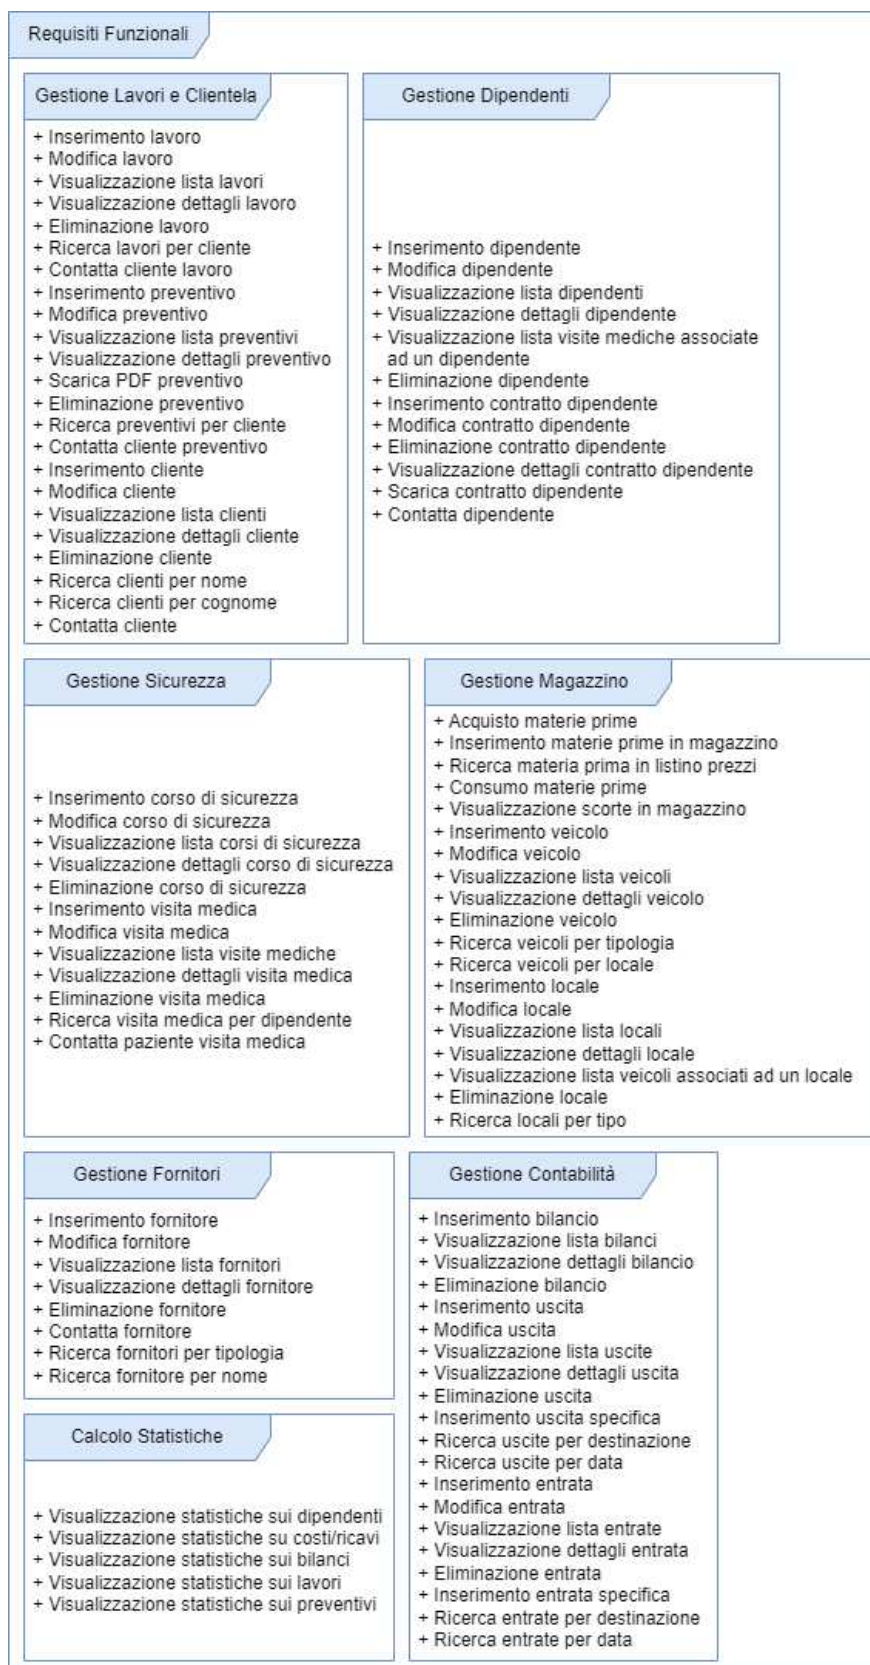 Requisiti Funzionali
Gestione Lavori e Clientela
+ Inserimento lavoro
+ Modifica lavoro
+ Visualizzazione lista lavori
+ Visualizzazione dettagli lavoro
+ Eliminazione lavoro
+ Ricerca lavori per cliente
+ Contatta cliente lavoro
+ Inserimento preventivo
+ Modifica preventivo
+ Visualizzazione lista preventivi
+ Visualizzazione dettagli preventivo
+ Scarica PDF preventivo
+ Eliminazione preventivo
+ Ricerca preventivi per cliente
+ Contatta cliente preventivo
+ Inserimento cliente
+ Modifica cliente
+ Visualizzazione lista clienti
+ Visualizzazione dettagli cliente
+ Eliminazione cliente
+ Ricerca clienti per nome
+ Ricerca clienti per cognome
+ Contatta cliente
Gestione Dipendenti
+ Inserimento dipendente
+ Modifica dipendente
+ Visualizzazione lista dipendenti
+ Visualizzazione dettagli dipendente
+ Visualizzazione lista visite mediche associate
ad un dipendente
+ Eliminazione dipendente
+ Inserimento contratto dipendente
+ Modifica contratto dipendente
+ Eliminazione contratto dipendente
+ Visualizzazione dettagli contratto dipendente
+ Scarica contratto dipendente
+ Contatta dipendente
Gestione Sicurezza
+ Inserimento corso di sicurezza
+ Modifica corso di sicurezza
+ Visualizzazione lista corsi di sicurezza
+ Visualizzazione dettagli corso di sicurezza
+ Eliminazione corso di sicurezza
+ Inserimento visita medica
+ Modifica visita medica
+ Visualizzazione lista visite mediche
+ Visualizzazione dettagli visita medica
+ Eliminazione visita medica
+ Ricerca visita medica per dipendente
+ Contatta paziente visita medica
Gestione Magazzino
+ Acquisto materie prime
+ Inserimento materie prime in magazzino
+ Ricerca materia prima in listino prezzi
+ Consumo materie prime
+ Visualizzazione scorte in magazzino
+ Inserimento veicolo
+ Modifica veicolo
+ Visualizzazione lista veicoli
+ Visualizzazione dettagli veicolo
+ Eliminazione veicolo
+ Ricerca veicoli per tipologia
+ Ricerca veicoli per locale
+ Inserimento locale
+ Modifica locale
+ Visualizzazione lista locali
+ Visualizzazione dettagli locale
+ Visualizzazione lista veicoli associati ad un locale
+ Eliminazione locale
+ Ricerca locali per tipo
Gestione Fornitori
+ Inserimento fornitore
+ Modifica fornitore
+ Visualizzazione lista fornitori
+ Visualizzazione dettagli fornitore
+ Eliminazione fornitore
+ Contatta fornitore
+ Ricerca fornitori per tipologia
+ Ricerca fornitore per nome
Gestione Contabilità
+ Inserimento bilancio
+ Visualizzazione lista bilanci
+ Visualizzazione dettagli bilancio
+ Eliminazione bilancio
+ Inserimento uscita
+ Modifica uscita
+ Visualizzazione lista uscite
+ Visualizzazione dettagli uscita
+ Eliminazione uscita
+ Inserimento uscita specifica
+ Ricerca uscite per destinazione
+ Ricerca uscite per data
+ Inserimento entrata
+ Modifica entrata
+ Visualizzazione lista entrate
+ Visualizzazione dettagli entrata
+ Eliminazione entrata
+ Inserimento entrata specifica
+ Ricerca entrate per destinazione
+ Ricerca entrate per data
Calcolo Statistiche
+ Visualizzazione statistiche sui dipendenti
+ Visualizzazione statistiche su costi/ricavi
+ Visualizzazione statistiche sui bilanci
+ Visualizzazione statistiche sui lavori
+ Visualizzazione statistiche sui preventivi